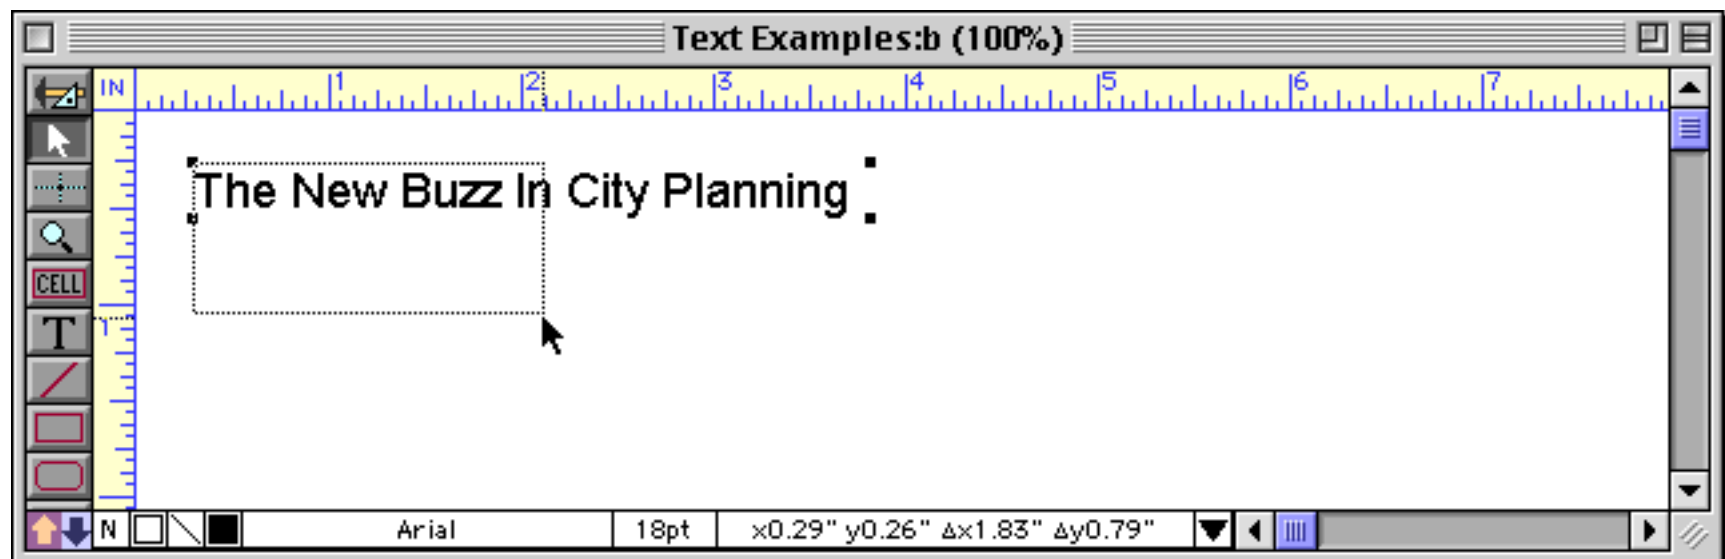 Text Examples:b (100%)
IN 1 2 3 4 5 6 7
The New Buzz In City Planning
CELL
T
1
N Arial 18pt x0.29" y0.26" Δx1.83" Δy0.79"